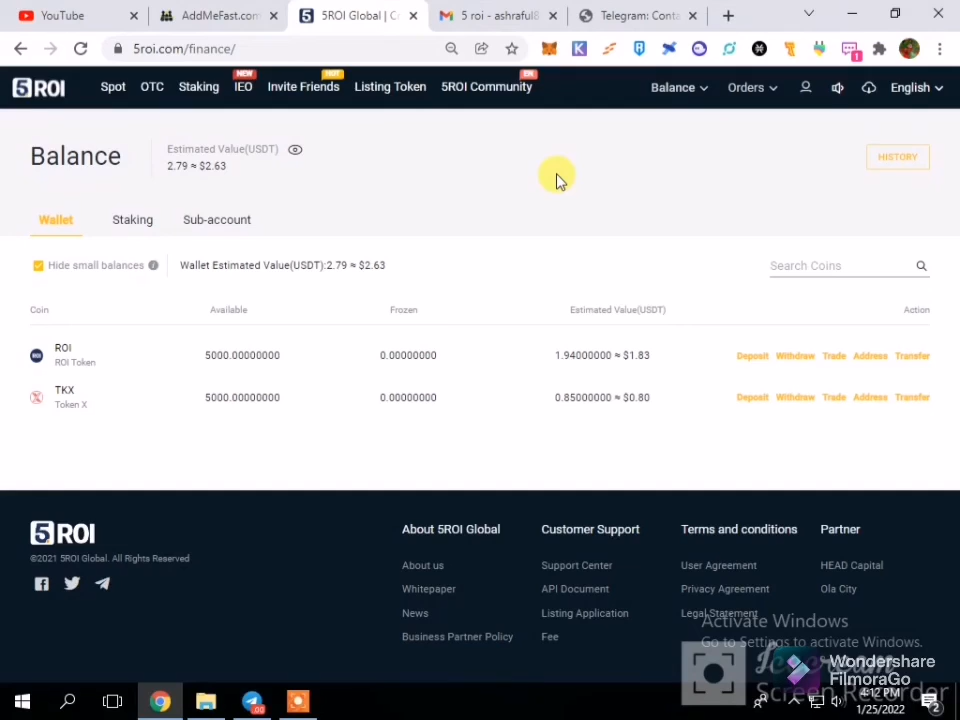 YouTube
AddMeFast.com
5ROI Global | C
5 roi - ashraful8
Telegram: Conta
5roi.com/finance/
5ROI
Spot
OTC
Staking
NEW
IEO
HOT
Invite Friends
Listing Token
EN
5ROI Community
Balance
Orders
English
Balance
Estimated Value(USDT)
2.79 ≈ $2.63
HISTORY
Wallet
Staking
Sub-account
Hide small balances
Wallet Estimated Value(USDT):2.79 ≈ $2.63
Search Coins
Coin
Available
Frozen
Estimated Value(USDT)
Action
ROI
ROI Token
5000.00000000
0.00000000
1.94000000 ≈ $1.83
Deposit Withdraw Trade Address Transfer
TKX
Token X
5000.00000000
0.00000000
0.85000000 ≈ $0.80
Deposit Withdraw Trade Address Transfer
5ROI
©2021 5ROI Global. All Rights Reserved
About 5ROI Global
About us
Whitepaper
News
Business Partner Policy
Customer Support
Support Center
API Document
Listing Application
Fee
Terms and conditions
User Agreement
Privacy Agreement
Legal Statement
Partner
HEAD Capital
Ola City
Activate Windows
Go to Settings to activate Windows.
Icecream
Screen Recorder
Wondershare
FilmoraGo
4:12 PM
1/25/2022